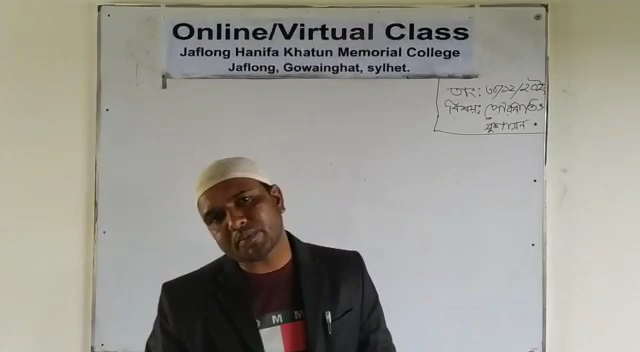 Online/Virtual Class
Jaflong Hanifa Khatun Memorial College
Jaflong, Gowainghat, sylhet.
তাং:
বিষয়: পৌরনীতি ও
সুশাসন